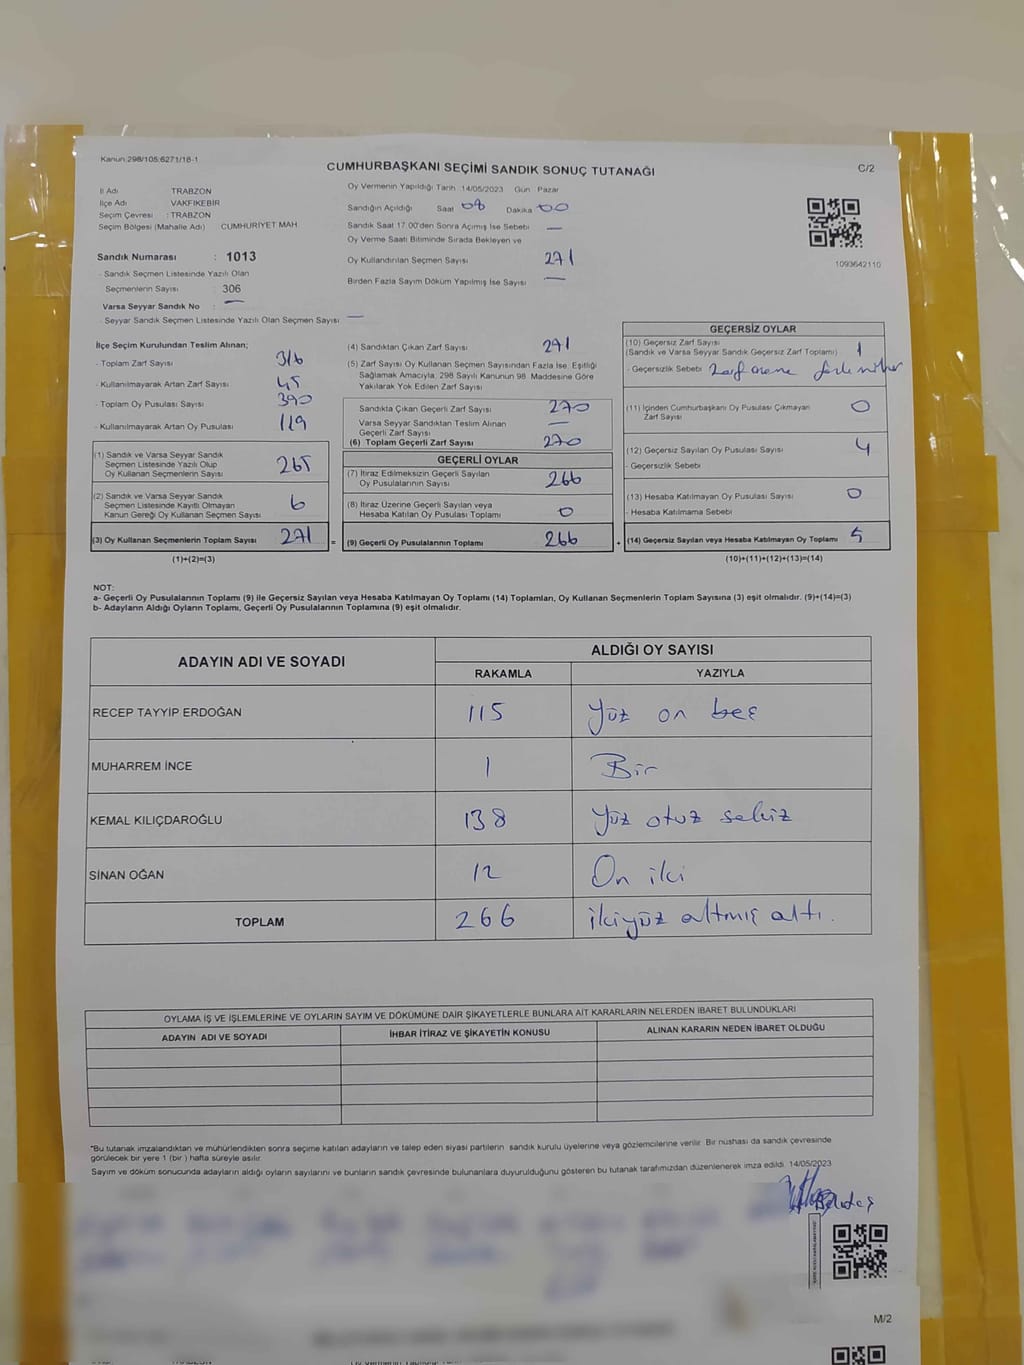 Kanun:298/105;6271/16-1
CUMHURBAŞKANI SEÇİMİ SANDIK SONUÇ TUTANAĞI
C/2
İl Adı TRABZON
İlçe Adı VAKFIKEBİR
Seçim Çevresi : TRABZON
Seçim Bölgesi (Mahalle Adı) CUMHURİYET MAH
Sandık Numarası : 1013
- Sandık Seçmen Listesinde Yazılı Olan
Seçmenlerin Sayısı : 306
Varsa Seyyar Sandık No : —
- Seyyar Sandık Seçmen Listesinde Yazılı Olan Seçmen Sayısı —
Oy Vermenin Yapıldığı Tarih :14/05/2023 Gün Pazar
Sandığın Açıldığı Saat 08 Dakika 00
Sandık Saat 17:00'den Sonra Açımış İse Sebebi —
Oy Verme Saati Bitiminde Sırada Bekleyen ve
Oy Kullandırılan Seçmen Sayısı 271
Birden Fazla Sayım Döküm Yapılmış İse Sayısı —
1093642110
İlçe Seçim Kurulundan Teslim Alınan;
- Toplam Zarf Sayısı 316
- Kullanılmayarak Artan Zarf Sayısı 45
- Toplam Oy Pusulası Sayısı 390
- Kullanılmayarak Artan Oy Pusulası 119
(1) Sandık ve Varsa Seyyar Sandık
Seçmen Listesinde Yazılı Olup
Oy Kullanan Seçmenlerin Sayısı 265
(2) Sandık ve Varsa Seyyar Sandık
Seçmen Listesinde Kayıtlı Olmayan
Kanun Gereği Oy Kullanan Seçmen Sayısı 6
(3) Oy Kullanan Seçmenlerin Toplam Sayısı 271
(1)+(2)=(3)
(4) Sandıktan Çıkan Zarf Sayısı 271
(5) Zarf Sayısı Oy Kullanan Seçmen Sayısından Fazla İse; Eşitliği
Sağlamak Amacıyla, 298 Sayılı Kanunun 98. Maddesine Göre
Yakılarak Yok Edilen Zarf Sayısı
Sandıkta Çıkan Geçerli Zarf Sayısı 270
Varsa Seyyar Sandıktan Teslim Alınan
Geçerli Zarf Sayısı —
(6) Toplam Geçerli Zarf Sayısı 270
GEÇERLİ OYLAR
(7) İtiraz Edilmeksizin Geçerli Sayılan
Oy Pusulalarının Sayısı 266
(8) İtiraz Üzerine Geçerli Sayılan veya
Hesaba Katılan Oy Pusulası Toplamı 0
= (9) Geçerli Oy Pusulalarının Toplamı 266
GEÇERSİZ OYLAR
(10) Geçersiz Zarf Sayısı
(Sandık ve Varsa Seyyar Sandık Geçersiz Zarf Toplamı) 1
- Geçersizlik Sebebi
(11) İçinden Cumhurbaşkanı Oy Pusulası Çıkmayan
Zarf Sayısı 0
(12) Geçersiz Sayılan Oy Pusulası Sayısı 4
- Geçersizlik Sebebi
(13) Hesaba Katılmayan Oy Pusulası Sayısı 0
- Hesaba Katılmama Sebebi
+ (14) Geçersiz Sayılan veya Hesaba Katılmayan Oy Toplamı 5
(10)+(11)+(12)+(13)=(14)
NOT:
a- Geçerli Oy Pusulalarının Toplamı (9) ile Geçersiz Sayılan veya Hesaba Katılmayan Oy Toplamı (14) Toplamları, Oy Kullanan Seçmenlerin Toplam Sayısına (3) eşit olmalıdır. (9)+(14)=(3)
b- Adayların Aldığı Oyların Toplamı, Geçerli Oy Pusulalarının Toplamına (9) eşit olmalıdır.
ADAYIN ADI VE SOYADI
ALDIĞI OY SAYISI
RAKAMLA YAZIYLA
RECEP TAYYİP ERDOĞAN 115 Yüz on beş
MUHARREM İNCE 1 Bir
KEMAL KILIÇDAROĞLU 138 Yüz otuz sekiz
SİNAN OĞAN 12 On iki
TOPLAM 266 ikiyüz altmış altı.
OYLAMA İŞ VE İŞLEMLERİNE VE OYLARIN SAYIM VE DÖKÜMÜNE DAİR ŞİKAYETLERLE BUNLARA AİT KARARLARIN NELERDEN İBARET BULUNDUKLARI
ADAYIN ADI VE SOYADI İHBAR İTİRAZ VE ŞİKAYETİN KONUSU ALINAN KARARIN NEDEN İBARET OLDUĞU
*Bu tutanak imzalandıktan ve mühürlendikten sonra seçime katılan adayların ve talep eden siyasi partilerin sandık kurulu üyelerine veya gözlemcilerine verilir. Bir nushası da sandık çevresinde
görülecek bir yere 1 (bir ) hafta süreyle asılır.
Sayım ve döküm sonucunda adayların aldığı oyların sayılarını ve bunların sandık çevresinde bulunanlara duyurulduğunu gösteren bu tutanak tarafımızdan düzenlenerek imza edildi. 14/05/2023
M/2